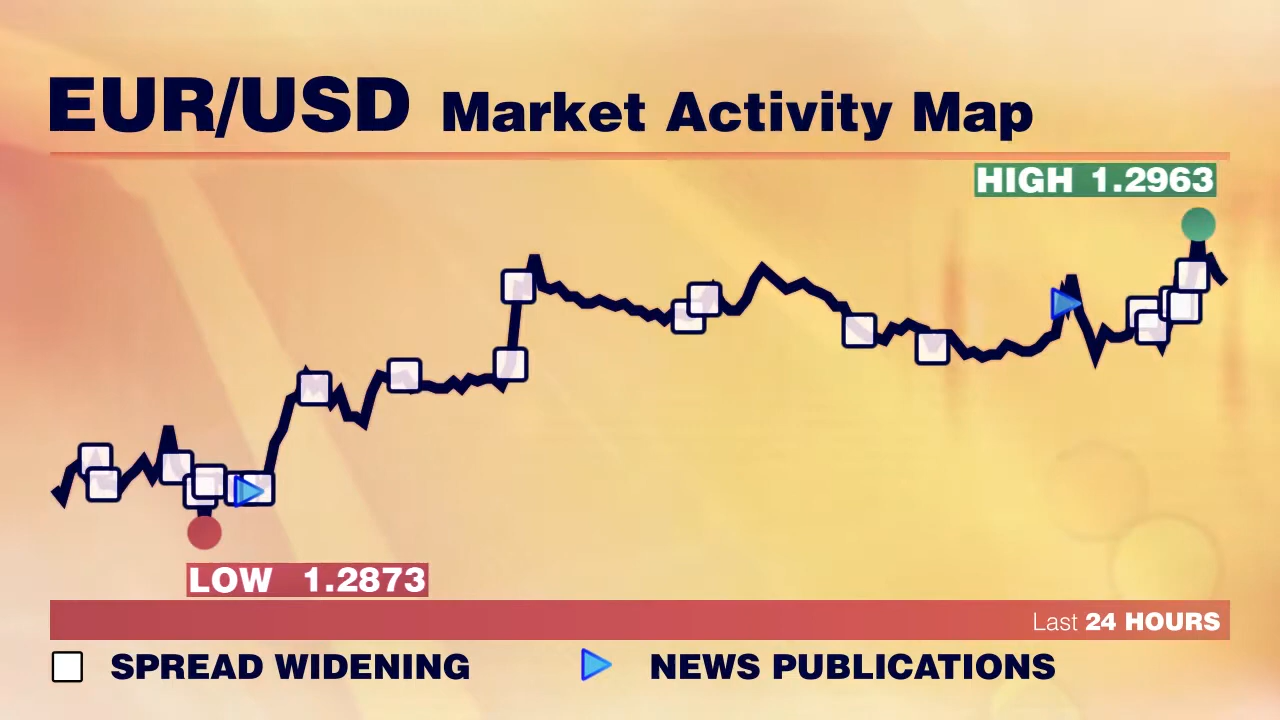 EUR/USD Market Activity Map
HIGH 1.2963
LOW 1.2873
Last 24 HOURS
SPREAD WIDENING
NEWS PUBLICATIONS